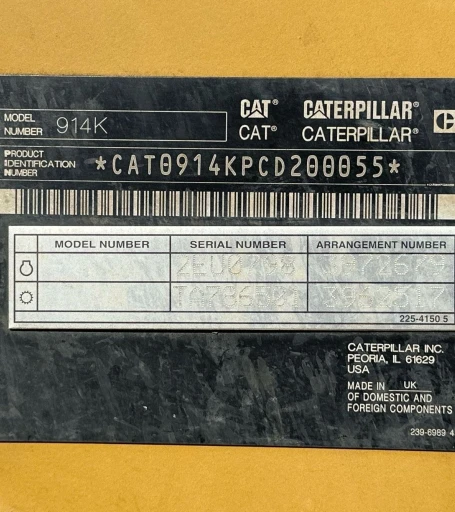 CAT® CATERPILLAR®
MODEL NUMBER 914K
CAT® CATERPILLAR®
PRODUCT IDENTIFICATION NUMBER *CAT0914KPCD200055*
MODEL NUMBER SERIAL NUMBER ARRANGEMENT NUMBER
225-4150 5
CATERPILLAR INC.
PEORIA, IL 61629
USA
MADE IN UK
OF DOMESTIC AND
FOREIGN COMPONENTS
239-6989 4